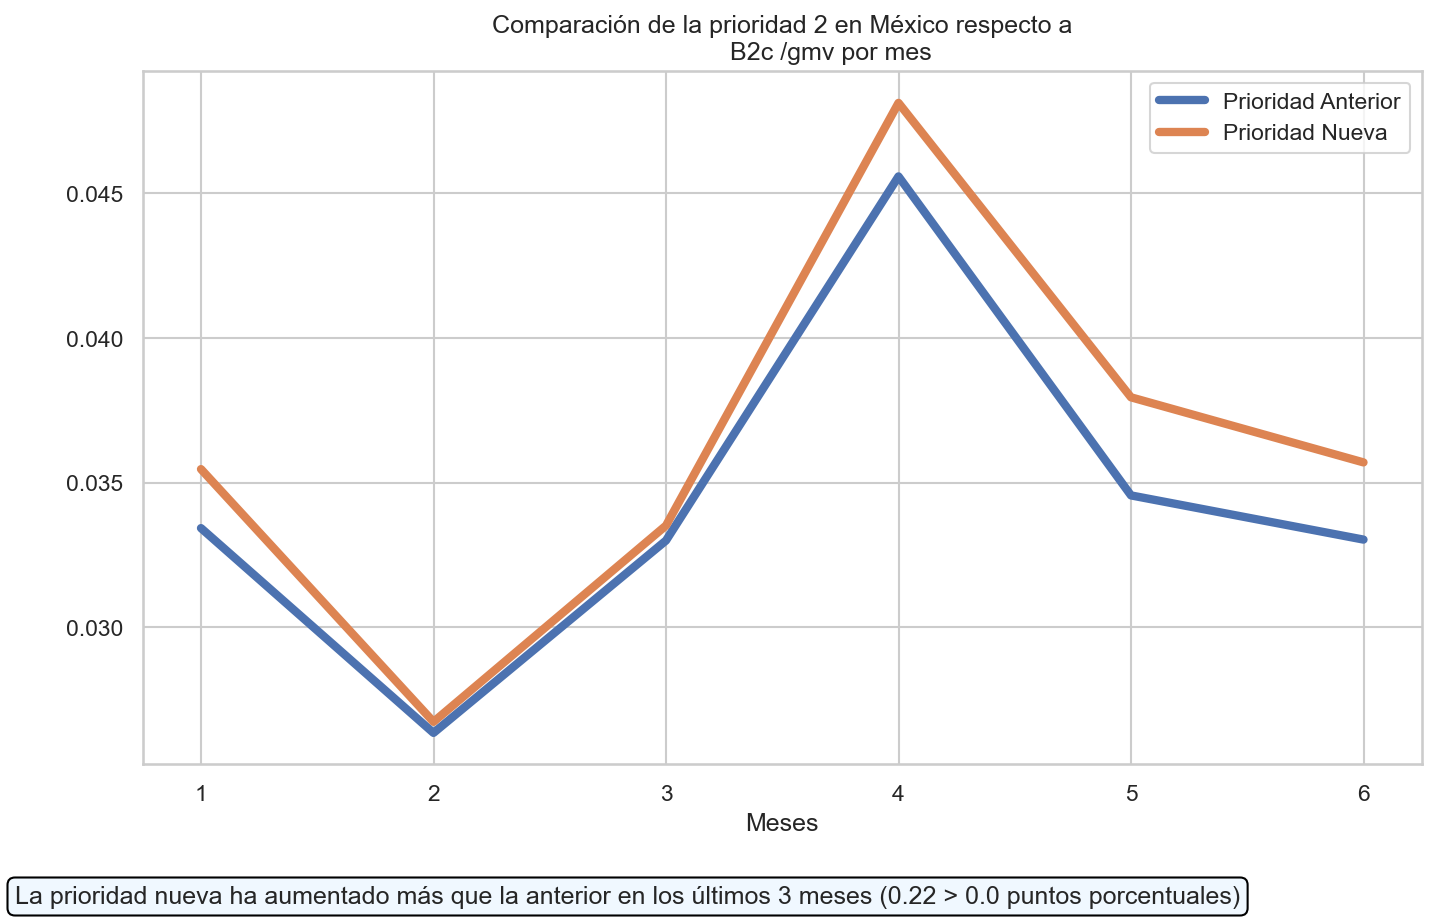 Comparación de la prioridad 2 en México respecto a
B2c /gmv por mes
Prioridad Anterior
Prioridad Nueva
0.045
0.040
0.035
0.030
1 2 3 4 5 6
Meses
La prioridad nueva ha aumentado más que la anterior en los últimos 3 meses (0.22 > 0.0 puntos porcentuales)